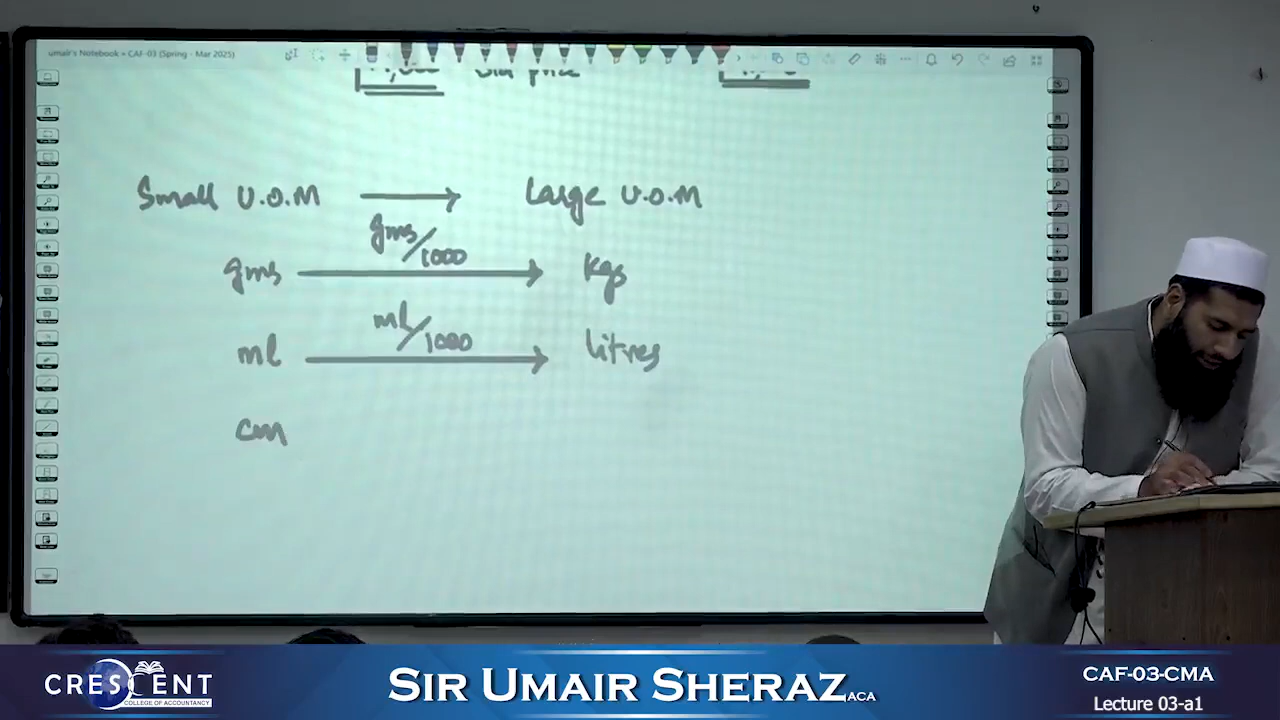 umair's Notebook • CAF-03 (Spring - Mar 2025)
Small U.O.M → Large U.O.M
gms gms/1000 → kgs
ml ml/1000 → litres
cm
CRESCENT
COLLEGE OF ACCOUNTANCY
SIR UMAIR SHERAZ ACA
CAF-03-CMA
Lecture 03-a1